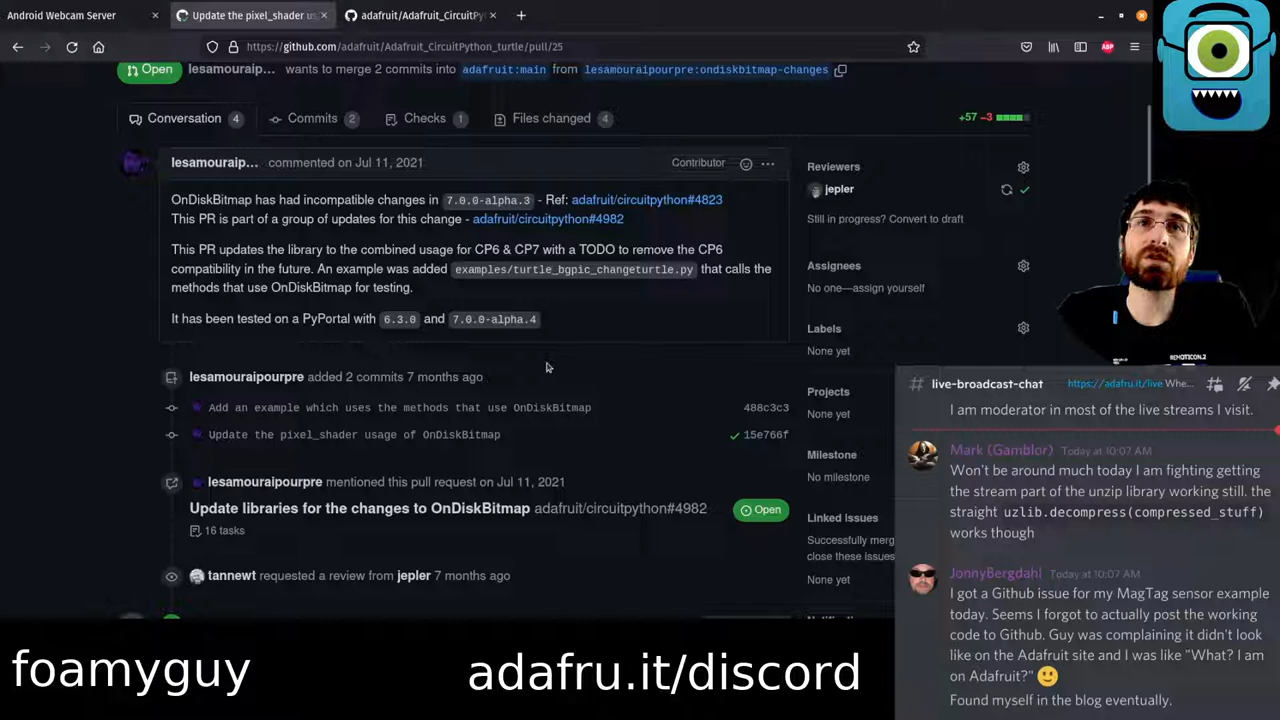 Android Webcam Server
Update the pixel_shader us
adafruit/Adafruit_CircuitPy
https://github.com/adafruit/Adafruit_CircuitPython_turtle/pull/25
ABP
Open
lesamouraip... wants to merge 2 commits into adafruit:main from lesamouraipourpre:ondiskbitmap-changes
Conversation 4
Commits 2
Checks 1
Files changed 4
+57 −3
lesamouraip... commented on Jul 11, 2021
Contributor
OnDiskBitmap has had incompatible changes in 7.0.0-alpha.3 - Ref: adafruit/circuitpython#4823
This PR is part of a group of updates for this change - adafruit/circuitpython#4982
This PR updates the library to the combined usage for CP6 & CP7 with a TODO to remove the CP6
compatibility in the future. An example was added examples/turtle_bgpic_changeturtle.py that calls the
methods that use OnDiskBitmap for testing.
It has been tested on a PyPortal with 6.3.0 and 7.0.0-alpha.4
lesamouraipourpre added 2 commits 7 months ago
Add an example which uses the methods that use OnDiskBitmap 488c3c3
Update the pixel_shader usage of OnDiskBitmap 15e766f
lesamouraipourpre mentioned this pull request on Jul 11, 2021
Update libraries for the changes to OnDiskBitmap adafruit/circuitpython#4982
Open
16 tasks
tannewt requested a review from jepler 7 months ago
Reviewers
jepler
Still in progress? Convert to draft
Assignees
No one—assign yourself
Labels
None yet
Projects
None yet
Milestone
No milestone
Linked issues
Successfully merg
close these issues
None yet
REMOTICON.2
# live-broadcast-chat https://adafru.it/live Whe...
I am moderator in most of the live streams I visit.
Mark (Gamblor) Today at 10:07 AM
Won't be around much today I am fighting getting
the stream part of the unzip library working still. the
straight uzlib.decompress(compressed_stuff)
works though
JonnyBergdahl Today at 10:07 AM
I got a Github issue for my MagTag sensor example
today. Seems I forgot to actually post the working
code to Github. Guy was complaining it didn't look
like on the Adafruit site and I was like "What? I am
on Adafruit?" 🙂
Found myself in the blog eventually.
foamyguy
adafru.it/discord